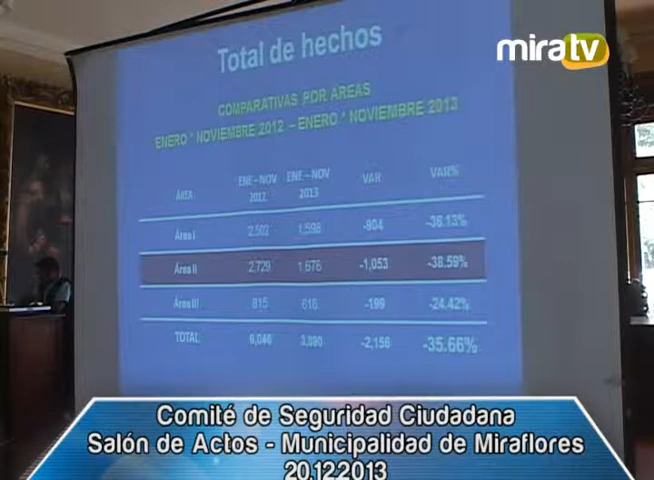 miratv
Total de hechos
COMPARATIVAS POR AREAS
ENERO * NOVIEMBRE 2012 – ENERO * NOVIEMBRE 2013
ÁREA ENE – NOV 2012 ENE – NOV 2013 VAR VAR%
Área I 2,502 1,598 -904 -36.13%
Área II 2,729 1,676 -1,053 -38.59%
Área III 815 616 -199 -24.42%
TOTAL 6,046 3,890 -2,156 -35.66%
Comité de Seguridad Ciudadana
Salón de Actos - Municipalidad de Miraflores
20.12.2013